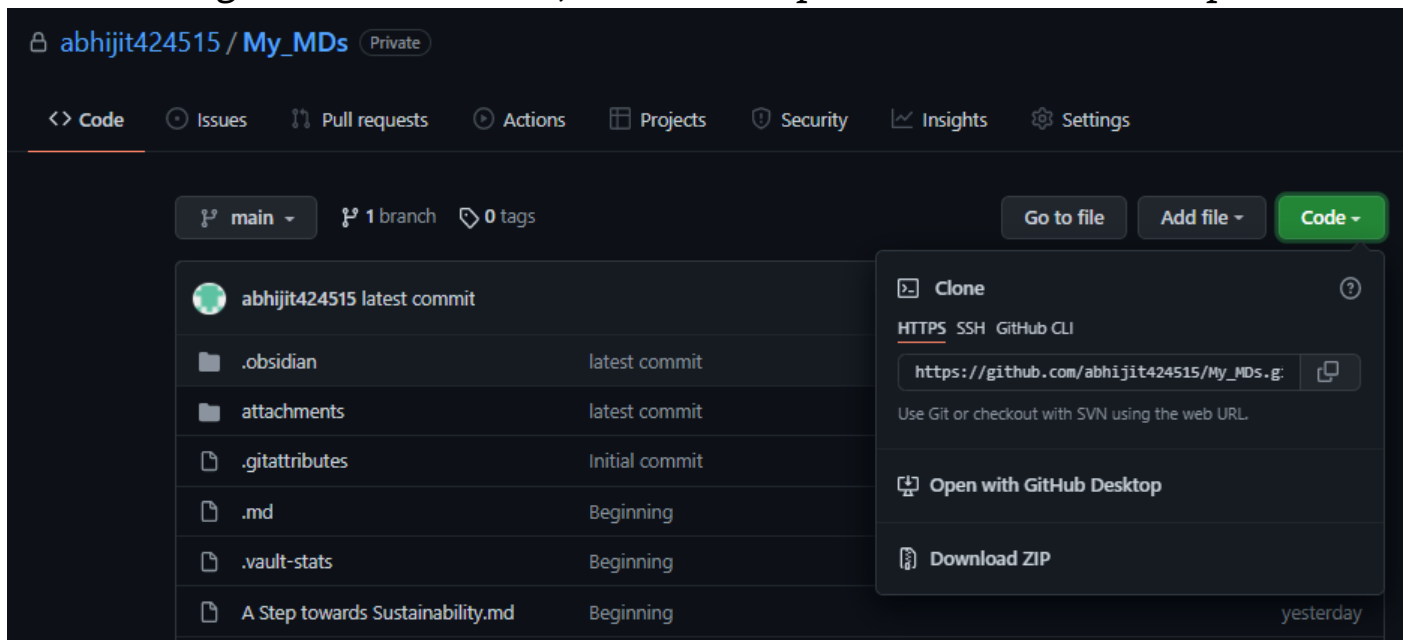 abhijit424515 / My_MDs Private
Code Issues Pull requests Actions Projects Security Insights Settings
main 1 branch 0 tags Go to file Add file Code
abhijit424515 latest commit
.obsidian latest commit
attachments latest commit
.gitattributes Initial commit
.md Beginning
.vault-stats Beginning
A Step towards Sustainability.md Beginning yesterday
Clone
HTTPS SSH GitHub CLI
https://github.com/abhijit424515/My_MDs.g
Use Git or checkout with SVN using the web URL.
Open with GitHub Desktop
Download ZIP